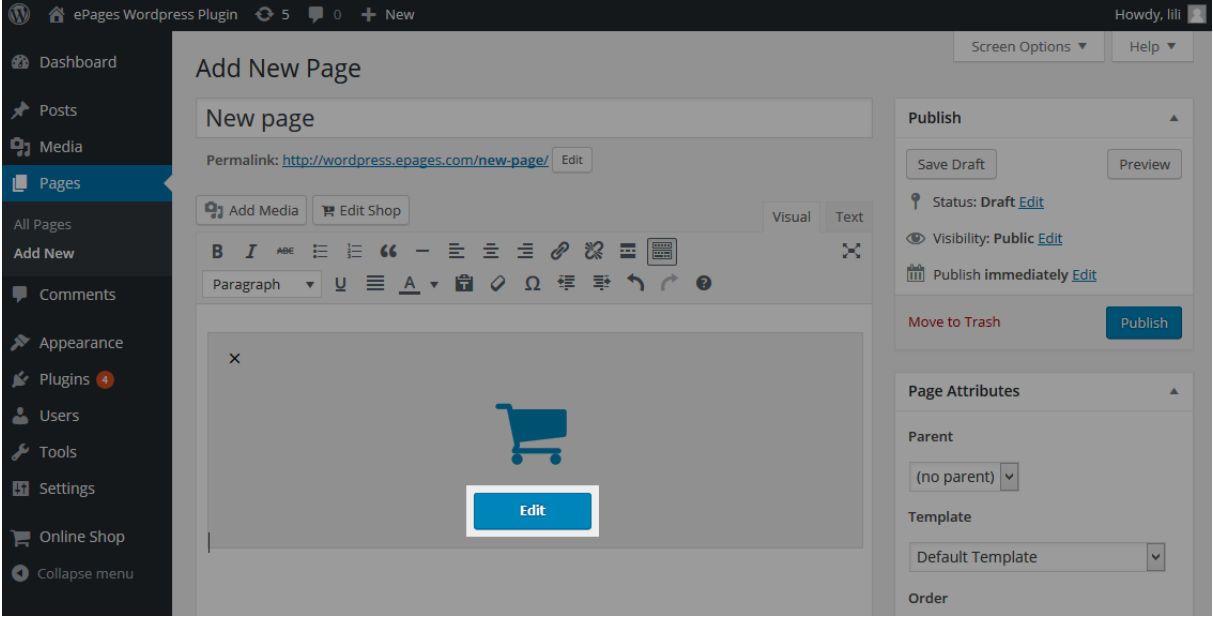 ePages Wordpress Plugin 5 0 New Howdy, lili
Screen Options Help
Dashboard
Posts
Media
Pages
All Pages
Add New
Comments
Appearance
Plugins 4
Users
Tools
Settings
Online Shop
Collapse menu
Add New Page
New page
Permalink: http://wordpress.epages.com/new-page/ Edit
Add Media Edit Shop Visual Text
B I ABC
Paragraph U A Ω
Edit
Publish
Save Draft Preview
Status: Draft Edit
Visibility: Public Edit
Publish immediately Edit
Move to Trash Publish
Page Attributes
Parent
(no parent)
Template
Default Template
Order